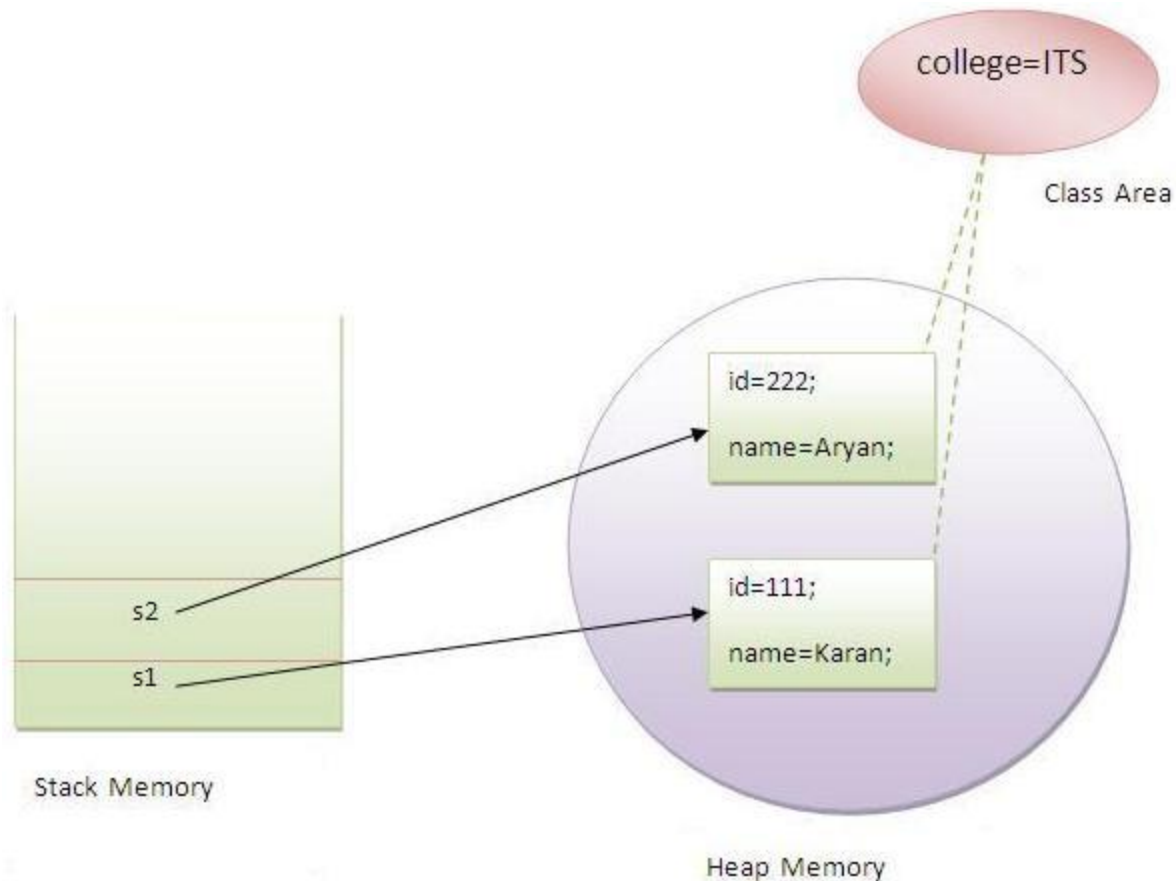 college=ITS
Class Area
id=222;
name=Aryan;
s2
id=111;
name=Karan;
s1
Stack Memory
Heap Memory